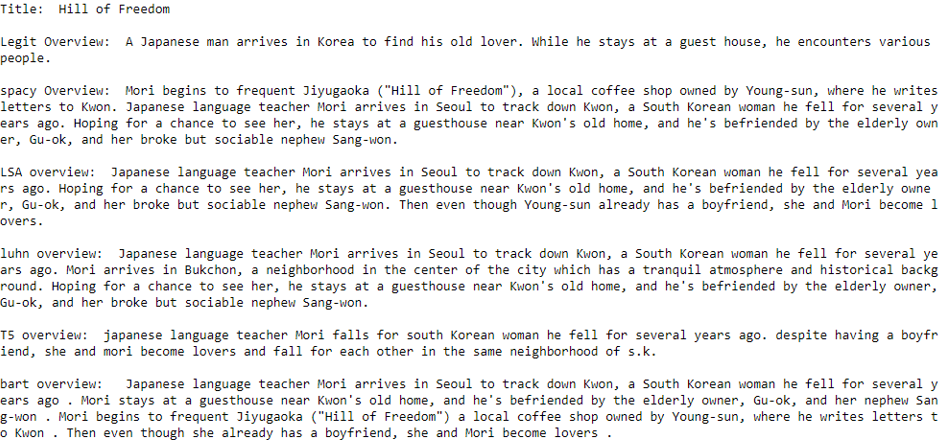 Title:  Hill of Freedom
Legit Overview:  A Japanese man arrives in Korea to find his old lover. While he stays at a guest house, he encounters various
people.
spacy Overview:  Mori begins to frequent Jiyugaoka ("Hill of Freedom"), a local coffee shop owned by Young-sun, where he writes
letters to Kwon. Japanese language teacher Mori arrives in Seoul to track down Kwon, a South Korean woman he fell for several y
ears ago. Hoping for a chance to see her, he stays at a guesthouse near Kwon's old home, and he's befriended by the elderly own
er, Gu-ok, and her broke but sociable nephew Sang-won.
LSA overview:  Japanese language teacher Mori arrives in Seoul to track down Kwon, a South Korean woman he fell for several yea
rs ago. Hoping for a chance to see her, he stays at a guesthouse near Kwon's old home, and he's befriended by the elderly owne
r, Gu-ok, and her broke but sociable nephew Sang-won. Then even though Young-sun already has a boyfriend, she and Mori become l
overs.
luhn overview:  Japanese language teacher Mori arrives in Seoul to track down Kwon, a South Korean woman he fell for several ye
ars ago. Mori arrives in Bukchon, a neighborhood in the center of the city which has a tranquil atmosphere and historical backg
round. Hoping for a chance to see her, he stays at a guesthouse near Kwon's old home, and he's befriended by the elderly owner,
Gu-ok, and her broke but sociable nephew Sang-won.
T5 overview:  japanese language teacher Mori falls for south Korean woman he fell for several years ago. despite having a boyfr
iend, she and mori become lovers and fall for each other in the same neighborhood of s.k.
bart overview:   Japanese language teacher Mori arrives in Seoul to track down Kwon, a South Korean woman he fell for several y
ears ago . Mori stays at a guesthouse near Kwon's old home, and he's befriended by the elderly owner, Gu-ok, and her nephew San
g-won . Mori begins to frequent Jiyugaoka ("Hill of Freedom") a local coffee shop owned by Young-sun, where he writes letters t
o Kwon . Then even though she already has a boyfriend, she and Mori become lovers .